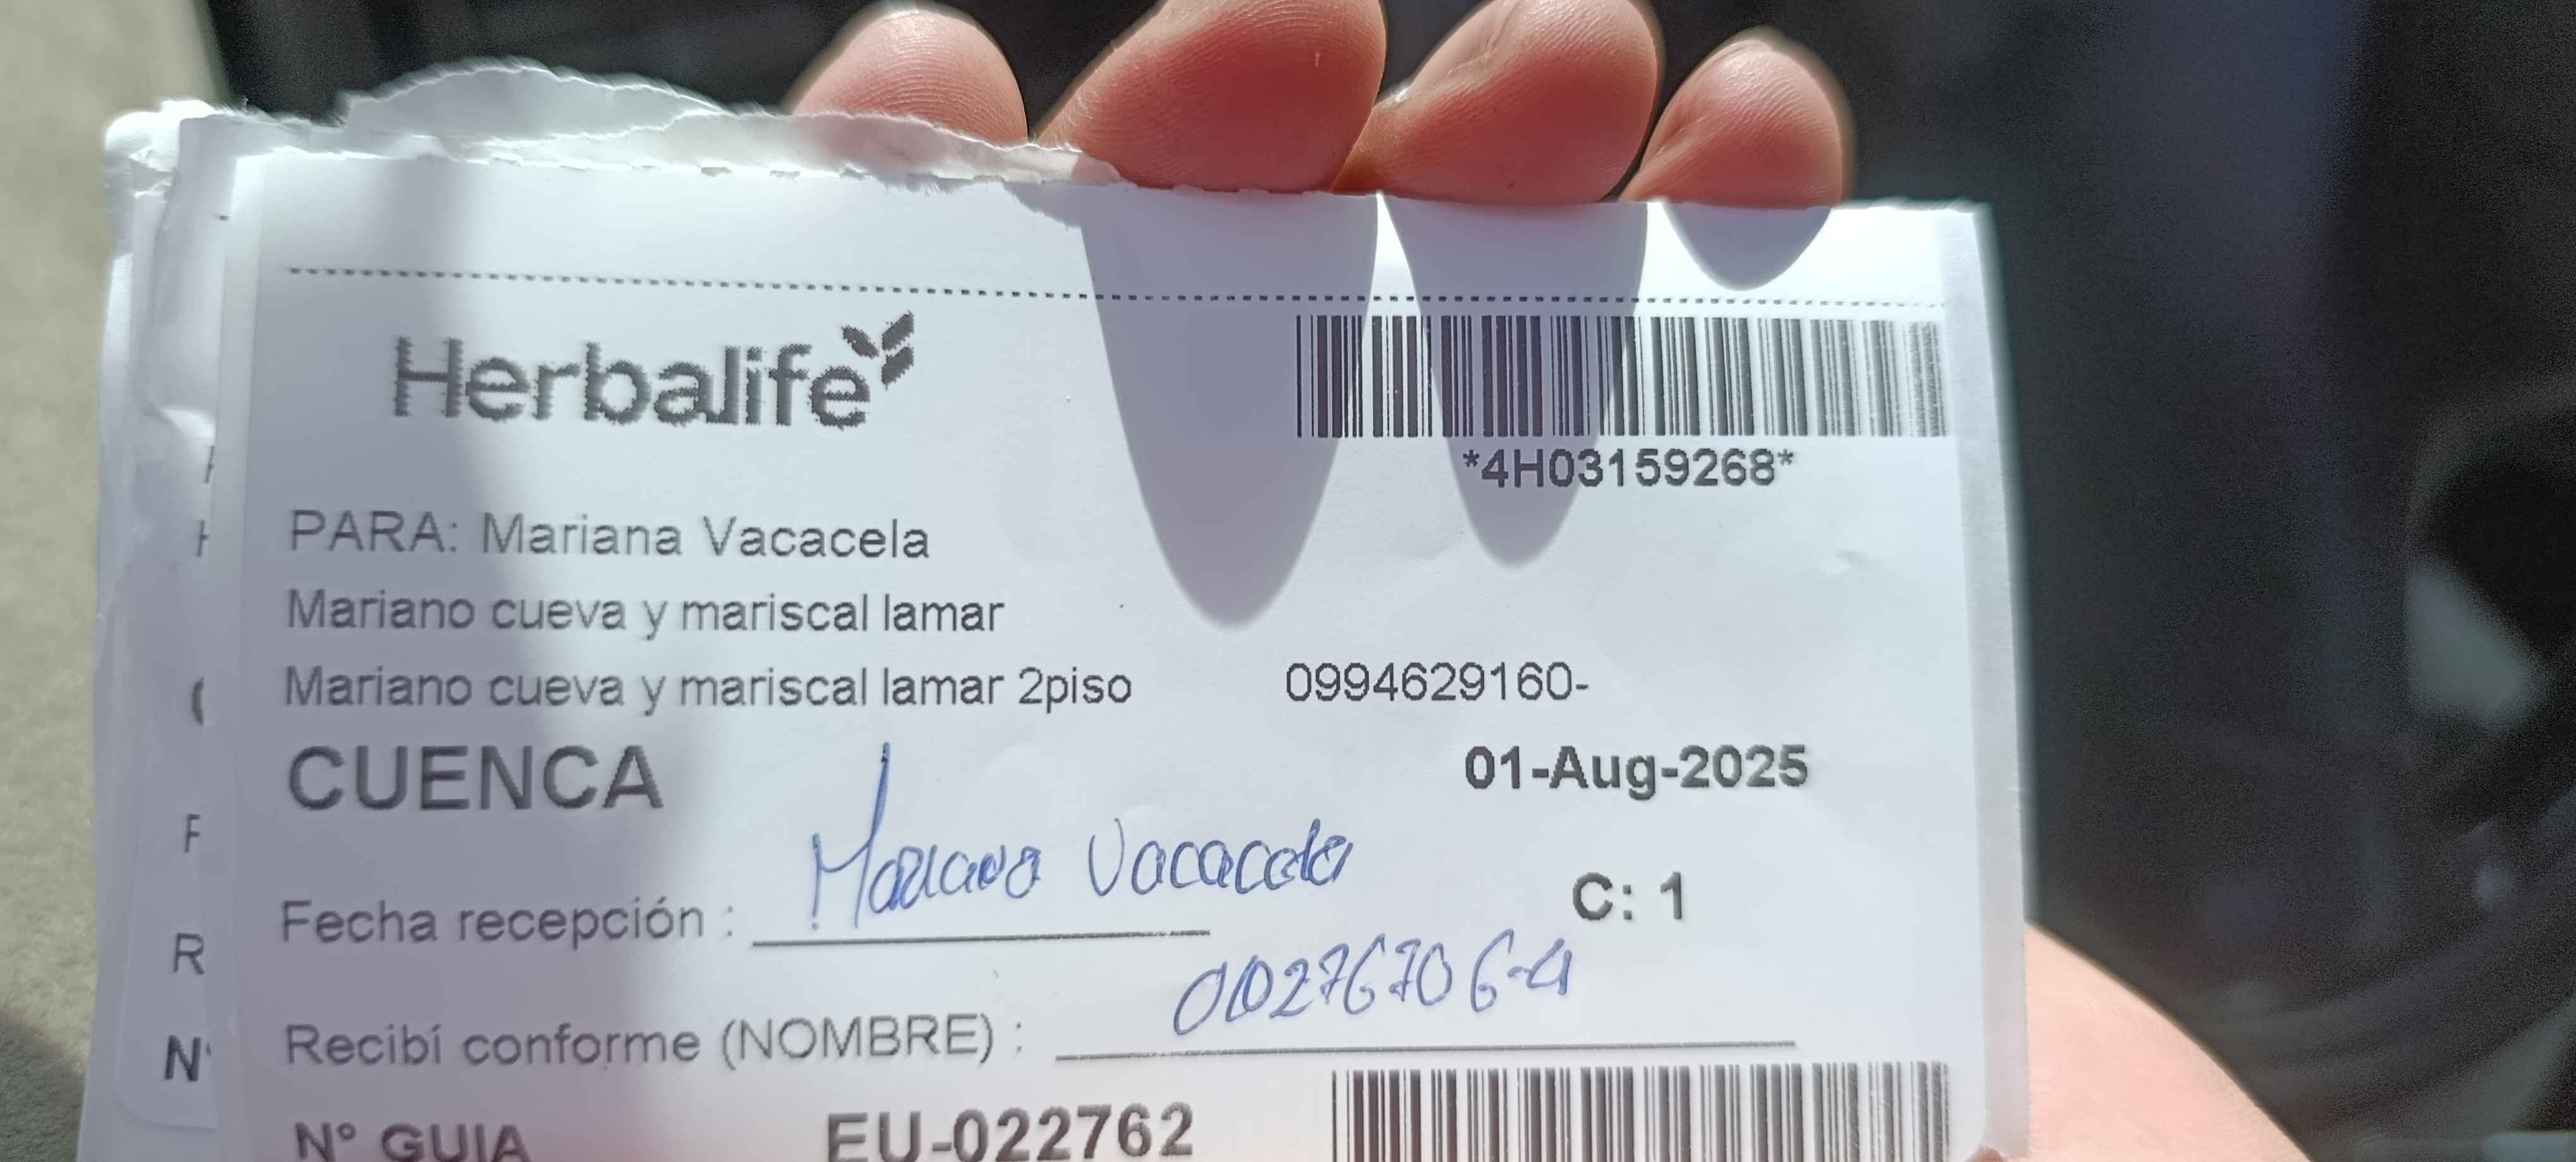 Herbalife
*4H03159268*
PARA: Mariana Vacacela
Mariano cueva y mariscal lamar
Mariano cueva y mariscal lamar 2piso 0994629160-
CUENCA 01-Aug-2025
Fecha recepción : Mariana Vacacela C: 1
Recibí conforme (NOMBRE) :
N° GUIA EU-022762